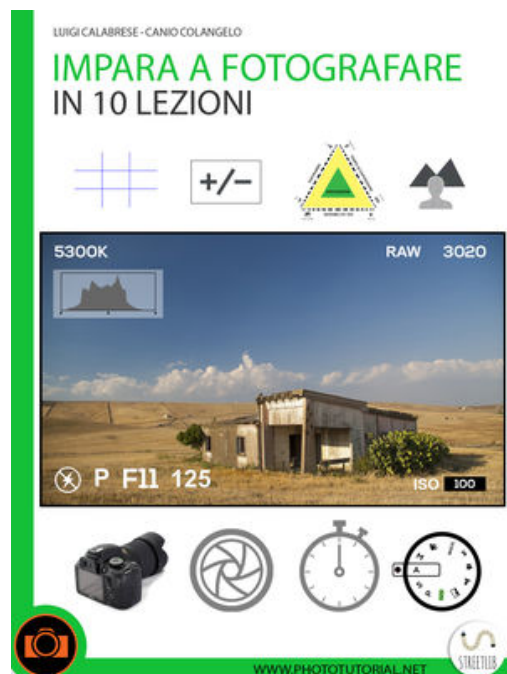 LUIGI CALABRESE - CANIO COLANGELO
IMPARA A FOTOGRAFARE
IN 10 LEZIONI
+/-
5300K RAW 3020
P F11 125
ISO 100
A
WWW.PHOTOTUTORIAL.NET
STREETLIB